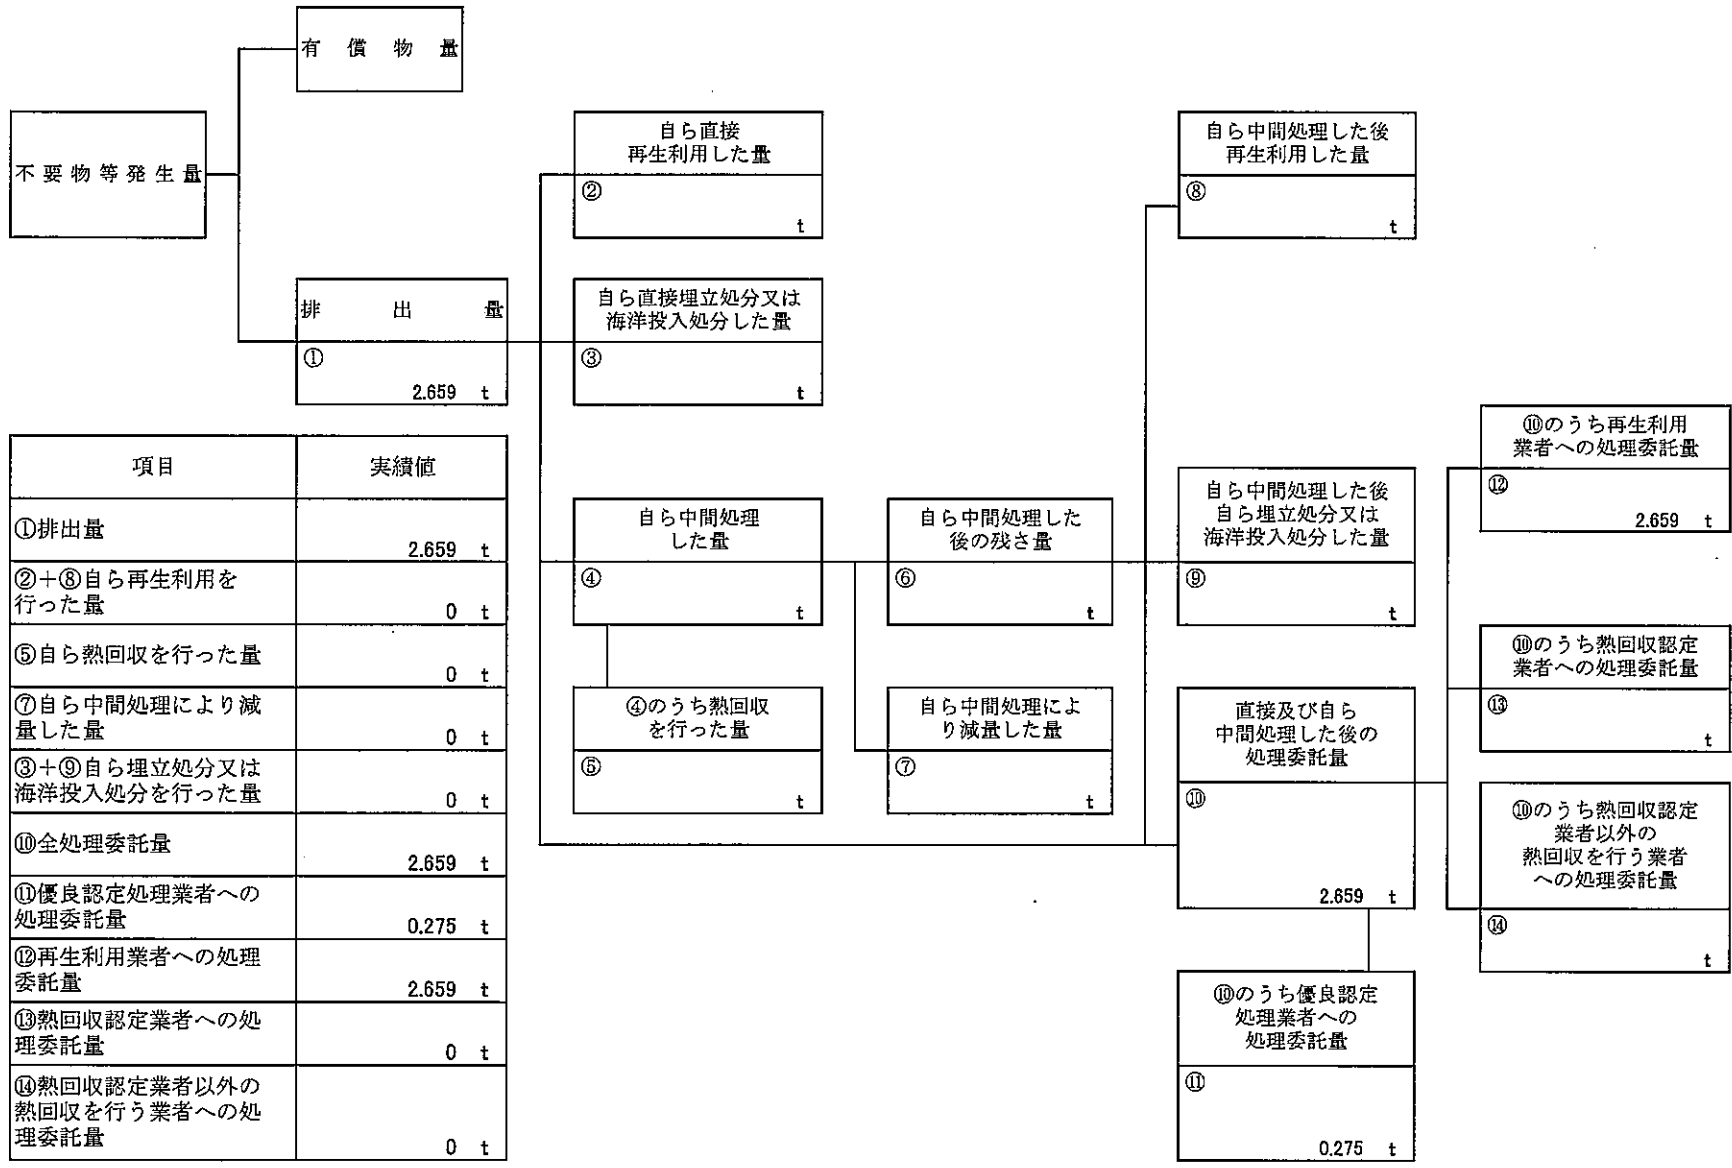 有償物量
不要物等発生量
自ら直接
再生利用した量
②
t
自ら中間処理した後
再生利用した量
⑧
t
排出量
①
2.659 t
自ら直接埋立処分又は
海洋投入処分した量
③
t
項目 実績値
①排出量
2.659 t
②+⑧自ら再生利用を
行った量
0 t
⑤自ら熱回収を行った量
0 t
⑦自ら中間処理により減
量した量
0 t
③+⑨自ら埋立処分又は
海洋投入処分を行った量
0 t
⑩全処理委託量
2.659 t
⑪優良認定処理業者への
処理委託量
0.275 t
⑫再生利用業者への処理
委託量
2.659 t
⑬熱回収認定業者への処
理委託量
0 t
⑭熱回収認定業者以外の
熱回収を行う業者への処
理委託量
0 t
自ら中間処理
した量
④
t
自ら中間処理した
後の残さ量
⑥
t
自ら中間処理した後
自ら埋立処分又は
海洋投入処分した量
⑨
t
④のうち熱回収
を行った量
⑤
t
自ら中間処理によ
り減量した量
⑦
t
直接及び自ら
中間処理した後の
処理委託量
⑩
2.659 t
⑩のうち優良認定
処理業者への
処理委託量
⑪
0.275 t
⑩のうち再生利用
業者への処理委託量
⑫
2.659 t
⑩のうち熱回収認定
業者への処理委託量
⑬
t
⑩のうち熱回収認定
業者以外の
熱回収を行う業者
への処理委託量
⑭
t